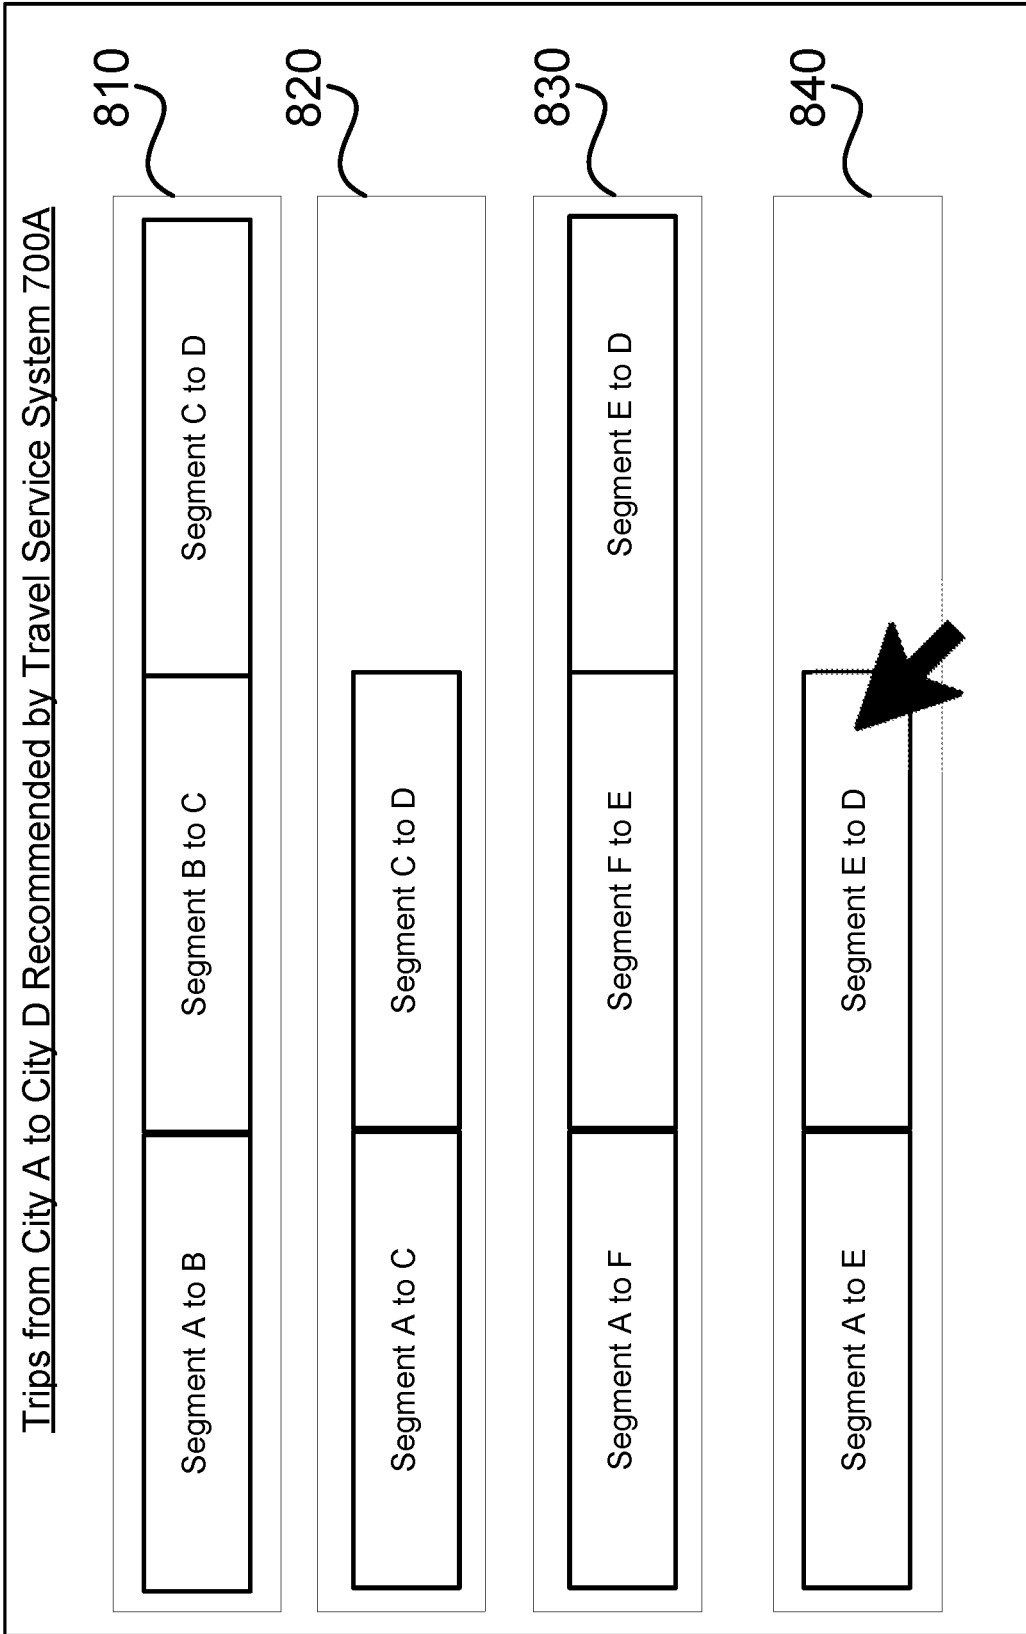 Trips from City A to City D Recommended by Travel Service System 700A
Segment A to B
Segment B to C
Segment C to D
810
Segment A to C
Segment C to D
820
Segment A to F
Segment F to E
Segment E to D
830
Segment A to E
Segment E to D
840